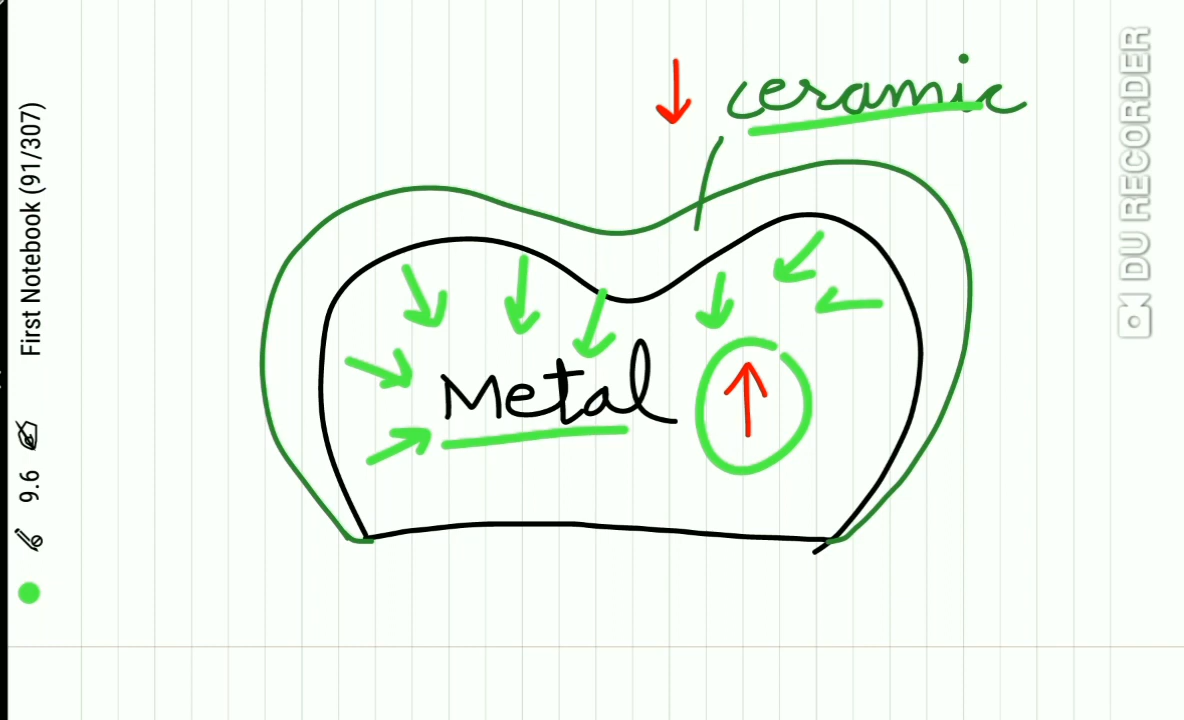 ceramic
Metal
First Notebook (91/307)
9.6
DU RECORDER